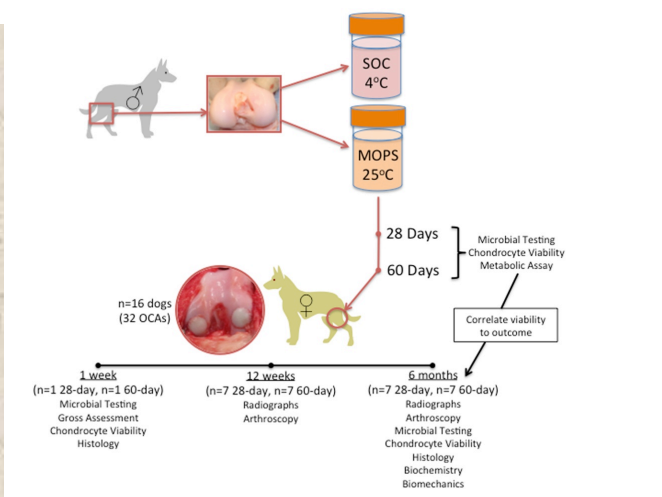 SOC
4°C
MOPS
25°C
28 Days
60 Days
Microbial Testing
Chondrocyte Viability
Metabolic Assay
n=16 dogs
(32 OCAs)
Correlate viability
to outcome
1 week
(n=1 28-day, n=1 60-day)
Microbial Testing
Gross Assessment
Chondrocyte Viability
Histology
12 weeks
(n=7 28-day, n=7 60-day)
Radiographs
Arthroscopy
6 months
(n=7 28-day, n=7 60-day)
Radiographs
Arthroscopy
Microbial Testing
Chondrocyte Viability
Histology
Biochemistry
Biomechanics